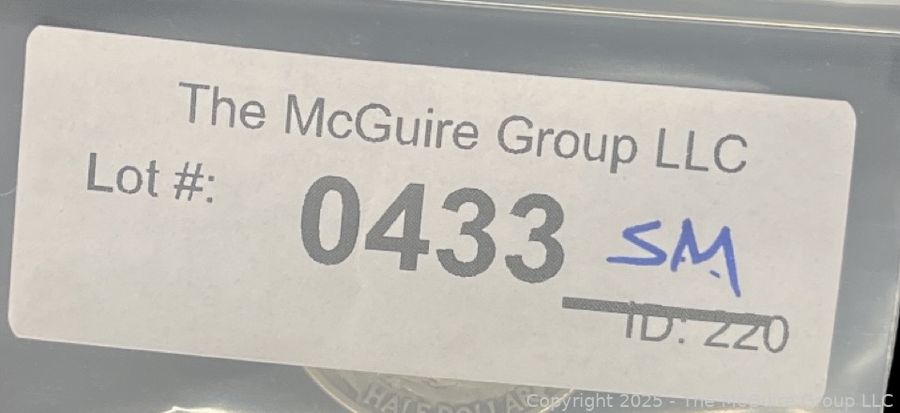 The McGuire Group LLC
Lot #:
0433
SM
ID: 220
HALF DOLLAR
Copyright 2025 - The McGuire Group LLC